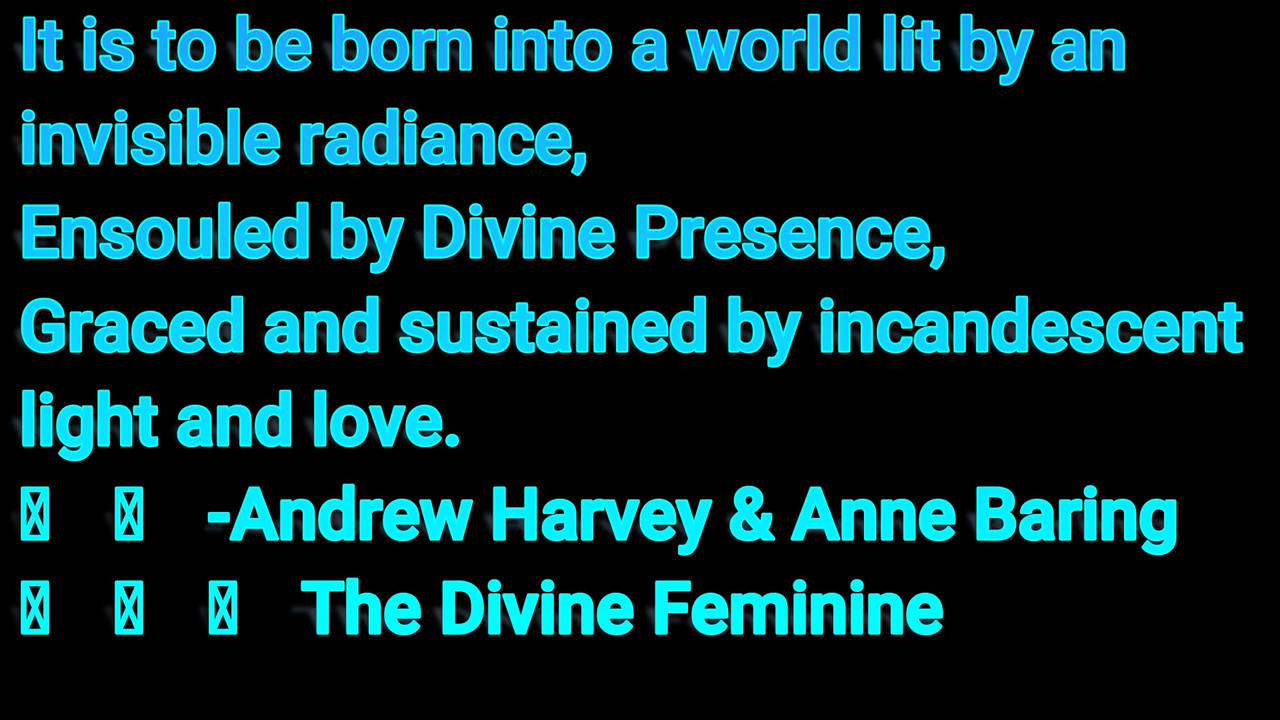 It is to be born into a world lit by an
invisible radiance,
Ensouled by Divine Presence,
Graced and sustained by incandescent
light and love.
-Andrew Harvey & Anne Baring
The Divine Feminine